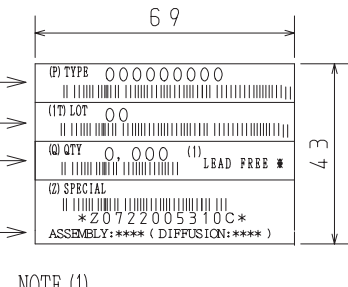 69
(P) TYPE 000000000
(1T) LOT 00
(Q) QTY 0,000 (1) LEAD FREE *
43
(Z) SPECIAL
*Z0722005310C*
ASSEMBLY:**** (DIFFUSION:****)
NOTE (1)